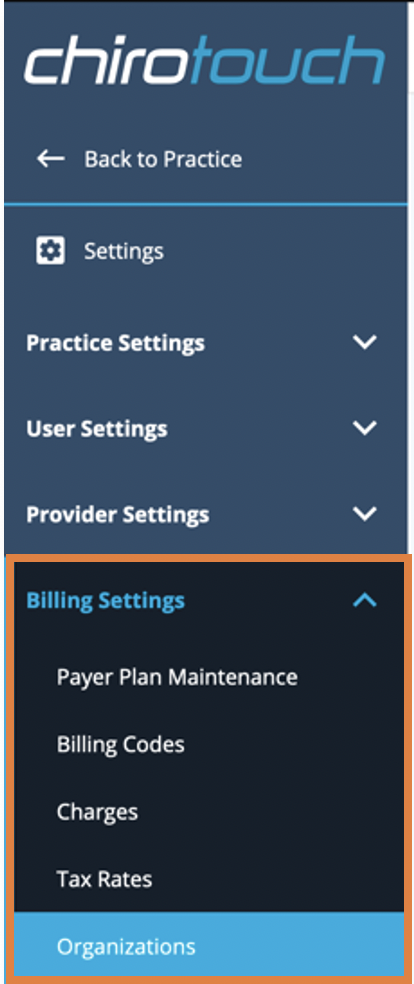 chirotouch
Back to Practice
Settings
Practice Settings
User Settings
Provider Settings
Billing Settings
Payer Plan Maintenance
Billing Codes
Charges
Tax Rates
Organizations